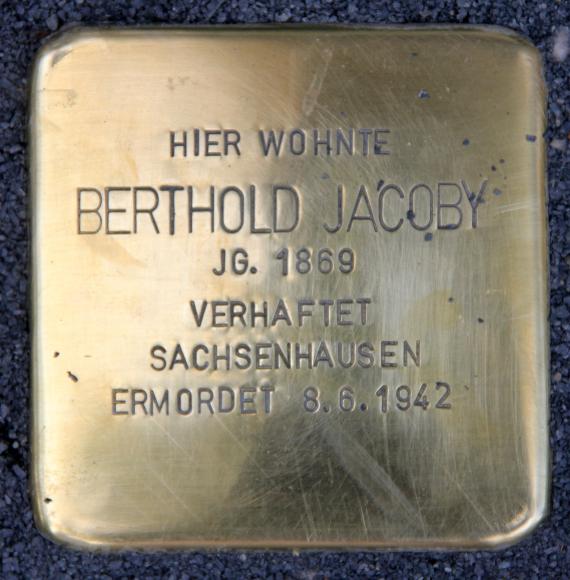 HIER WOHNTE
BERTHOLD JACOBY
JG. 1869
VERHAFTET
SACHSENHAUSEN
ERMORDET 8.6.1942